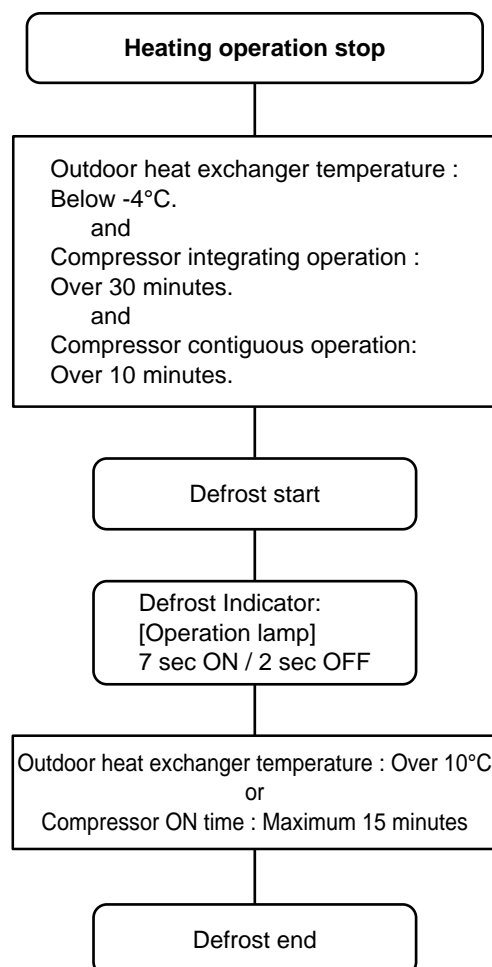 Heating operation stop
Outdoor heat exchanger temperature :
Below -4°C.
and
Compressor integrating operation :
Over 30 minutes.
and
Compressor contiguous operation:
Over 10 minutes.
Defrost start
Defrost Indicator:
[Operation lamp]
7 sec ON / 2 sec OFF
Outdoor heat exchanger temperature : Over 10°C
or
Compressor ON time : Maximum 15 minutes
Defrost end